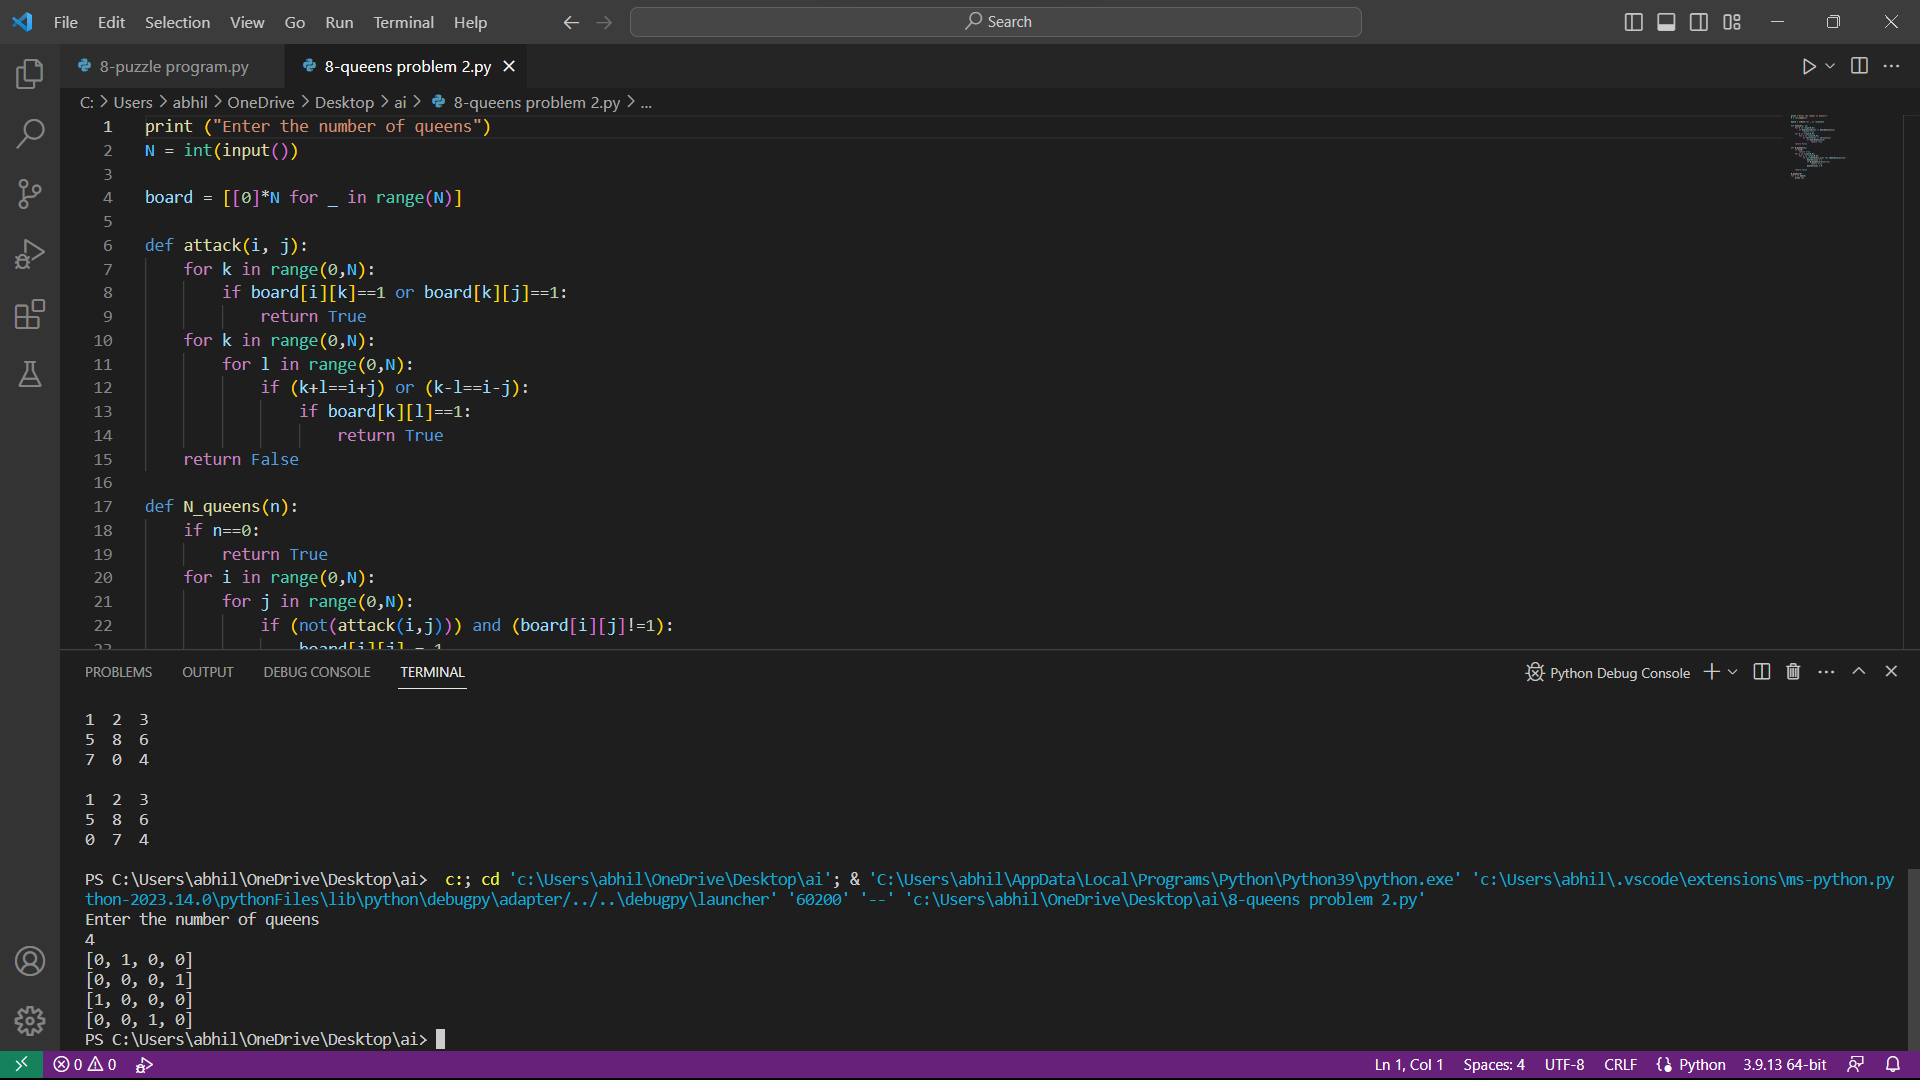 File Edit Selection View Go Run Terminal Help Search
8-puzzle program.py 8-queens problem 2.py
C: > Users > abhil > OneDrive > Desktop > ai > 8-queens problem 2.py > ...
1 print ("Enter the number of queens")
2 N = int(input())
3
4 board = [[0]*N for _ in range(N)]
5
6 def attack(i, j):
7     for k in range(0,N):
8         if board[i][k]==1 or board[k][j]==1:
9             return True
10     for k in range(0,N):
11         for l in range(0,N):
12             if (k+l==i+j) or (k-l==i-j):
13                 if board[k][l]==1:
14                     return True
15     return False
16
17 def N_queens(n):
18     if n==0:
19         return True
20     for i in range(0,N):
21         for j in range(0,N):
22             if (not(attack(i,j))) and (board[i][j]!=1):
23                 board[i][j] = 1
PROBLEMS OUTPUT DEBUG CONSOLE TERMINAL Python Debug Console
1 2 3
5 8 6
7 0 4
1 2 3
5 8 6
0 7 4
PS C:\Users\abhil\OneDrive\Desktop\ai>  c:; cd 'c:\Users\abhil\OneDrive\Desktop\ai'; & 'C:\Users\abhil\AppData\Local\Programs\Python\Python39\python.exe' 'c:\Users\abhil\.vscode\extensions\ms-python.py
thon-2023.14.0\pythonFiles\lib\python\debugpy\adapter/../..\debugpy\launcher' '60200' '--' 'c:\Users\abhil\OneDrive\Desktop\ai\8-queens problem 2.py'
Enter the number of queens
4
[0, 1, 0, 0]
[0, 0, 0, 1]
[1, 0, 0, 0]
[0, 0, 1, 0]
PS C:\Users\abhil\OneDrive\Desktop\ai>
0 0 Ln 1, Col 1 Spaces: 4 UTF-8 CRLF Python 3.9.13 64-bit